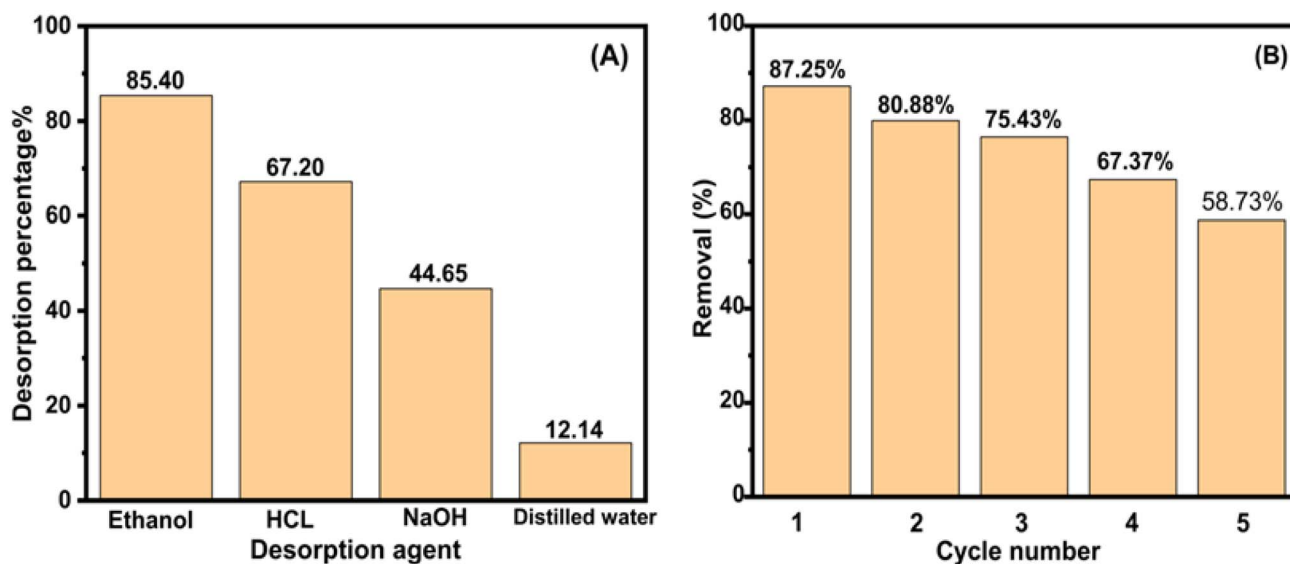 (A)
Desorption percentage%
100
80
60
40
20
0
85.40
67.20
44.65
12.14
Ethanol HCL NaOH Distilled water
Desorption agent
(B)
Removal (%)
100
80
60
40
20
0
87.25%
80.88%
75.43%
67.37%
58.73%
1 2 3 4 5
Cycle number